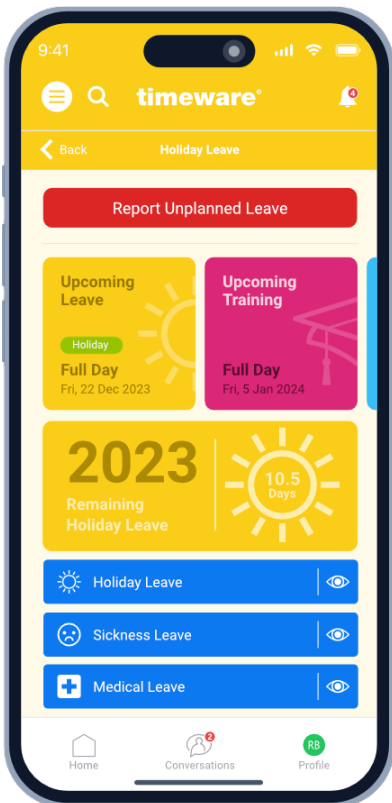 9:41
timeware°
4
Back
Holiday Leave
Report Unplanned Leave
Upcoming
Leave
Holiday
Full Day
Fri, 22 Dec 2023
Upcoming
Training
Full Day
Fri, 5 Jan 2024
2023
Remaining
Holiday Leave
10.5
Days
Holiday Leave
Sickness Leave
Medical Leave
Home
2
Conversations
RB
Profile